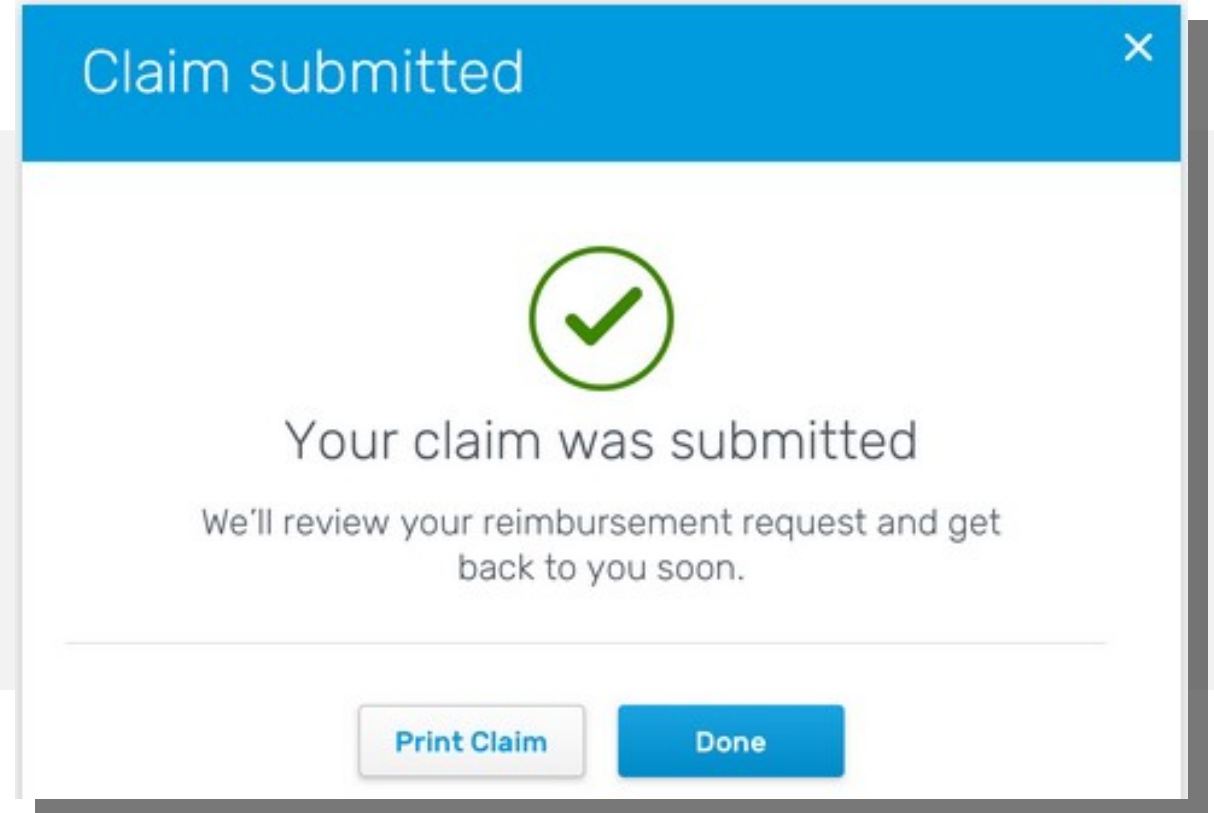 Claim submitted
Your claim was submitted
We'll review your reimbursement request and get
back to you soon.
Print Claim
Done